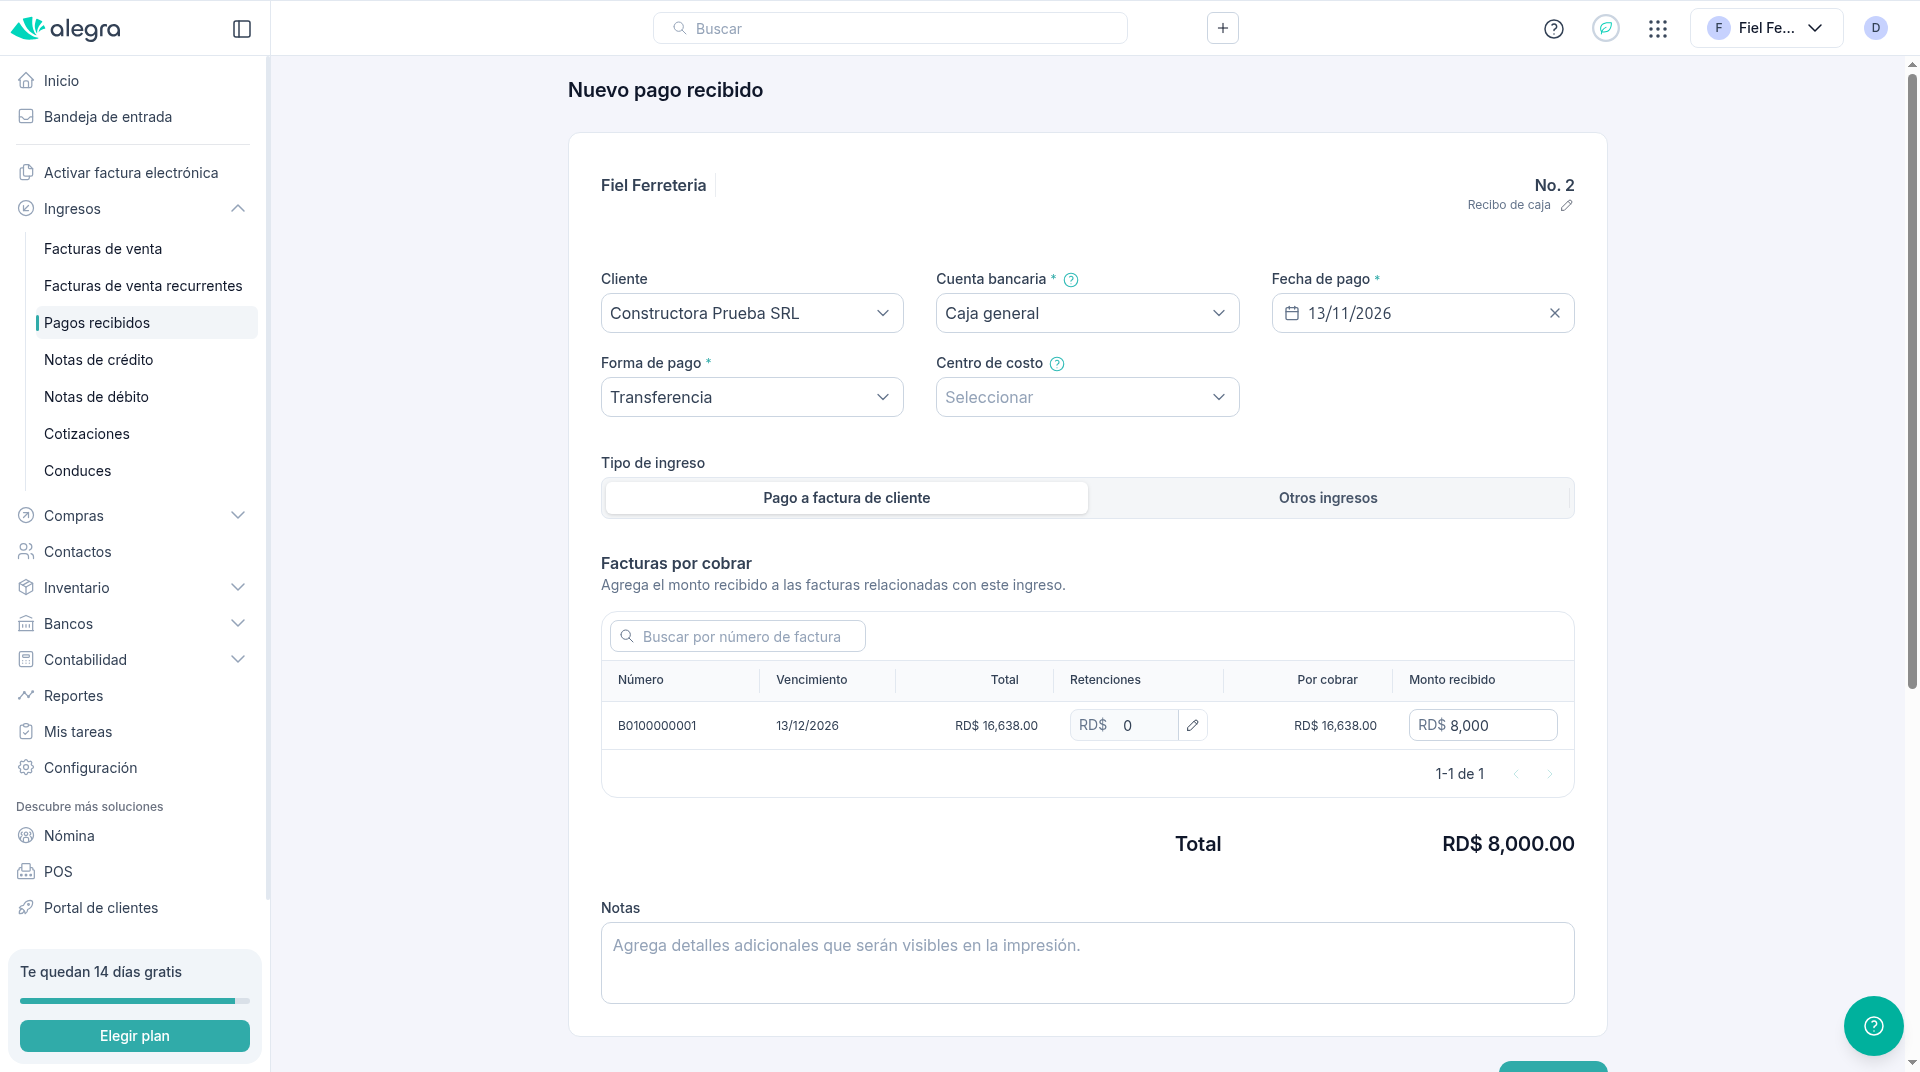 alegra
Buscar
F
Fiel Fe...
D
Inicio
Bandeja de entrada
Activar factura electrónica
Ingresos
Facturas de venta
Facturas de venta recurrentes
Pagos recibidos
Notas de crédito
Notas de débito
Cotizaciones
Conduces
Compras
Contactos
Inventario
Bancos
Contabilidad
Reportes
Mis tareas
Configuración
Descubre más soluciones
Nómina
POS
Portal de clientes
Te quedan 14 días gratis
Elegir plan
Nuevo pago recibido
Fiel Ferreteria
No. 2
Recibo de caja
Cliente
Cuenta bancaria *
Fecha de pago *
Constructora Prueba SRL
Caja general
13/11/2026
Forma de pago *
Centro de costo
Transferencia
Seleccionar
Tipo de ingreso
Pago a factura de cliente
Otros ingresos
Facturas por cobrar
Agrega el monto recibido a las facturas relacionadas con este ingreso.
Buscar por número de factura
Número Vencimiento Total Retenciones Por cobrar Monto recibido
B0100000001 13/12/2026 RD$ 16,638.00 RD$ 0 RD$ 16,638.00 RD$ 8,000
1-1 de 1
Total RD$ 8,000.00
Notas
Agrega detalles adicionales que serán visibles en la impresión.